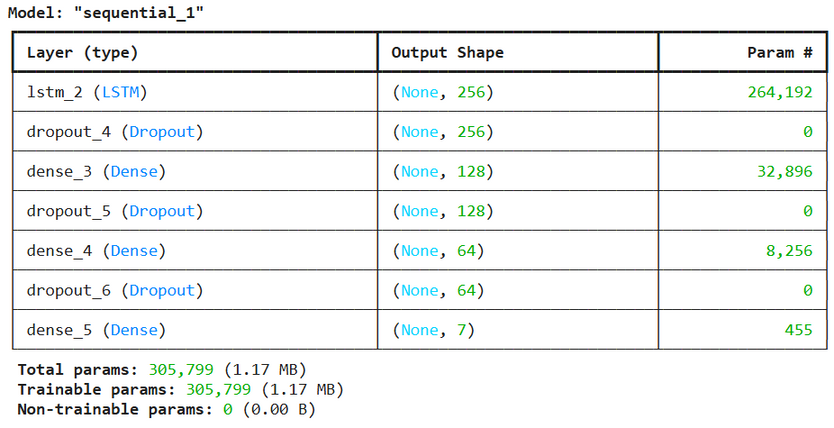 Model: "sequential_1"
Layer (type) Output Shape Param #
lstm_2 (LSTM) (None, 256) 264,192
dropout_4 (Dropout) (None, 256) 0
dense_3 (Dense) (None, 128) 32,896
dropout_5 (Dropout) (None, 128) 0
dense_4 (Dense) (None, 64) 8,256
dropout_6 (Dropout) (None, 64) 0
dense_5 (Dense) (None, 7) 455
Total params: 305,799 (1.17 MB)
Trainable params: 305,799 (1.17 MB)
Non-trainable params: 0 (0.00 B)